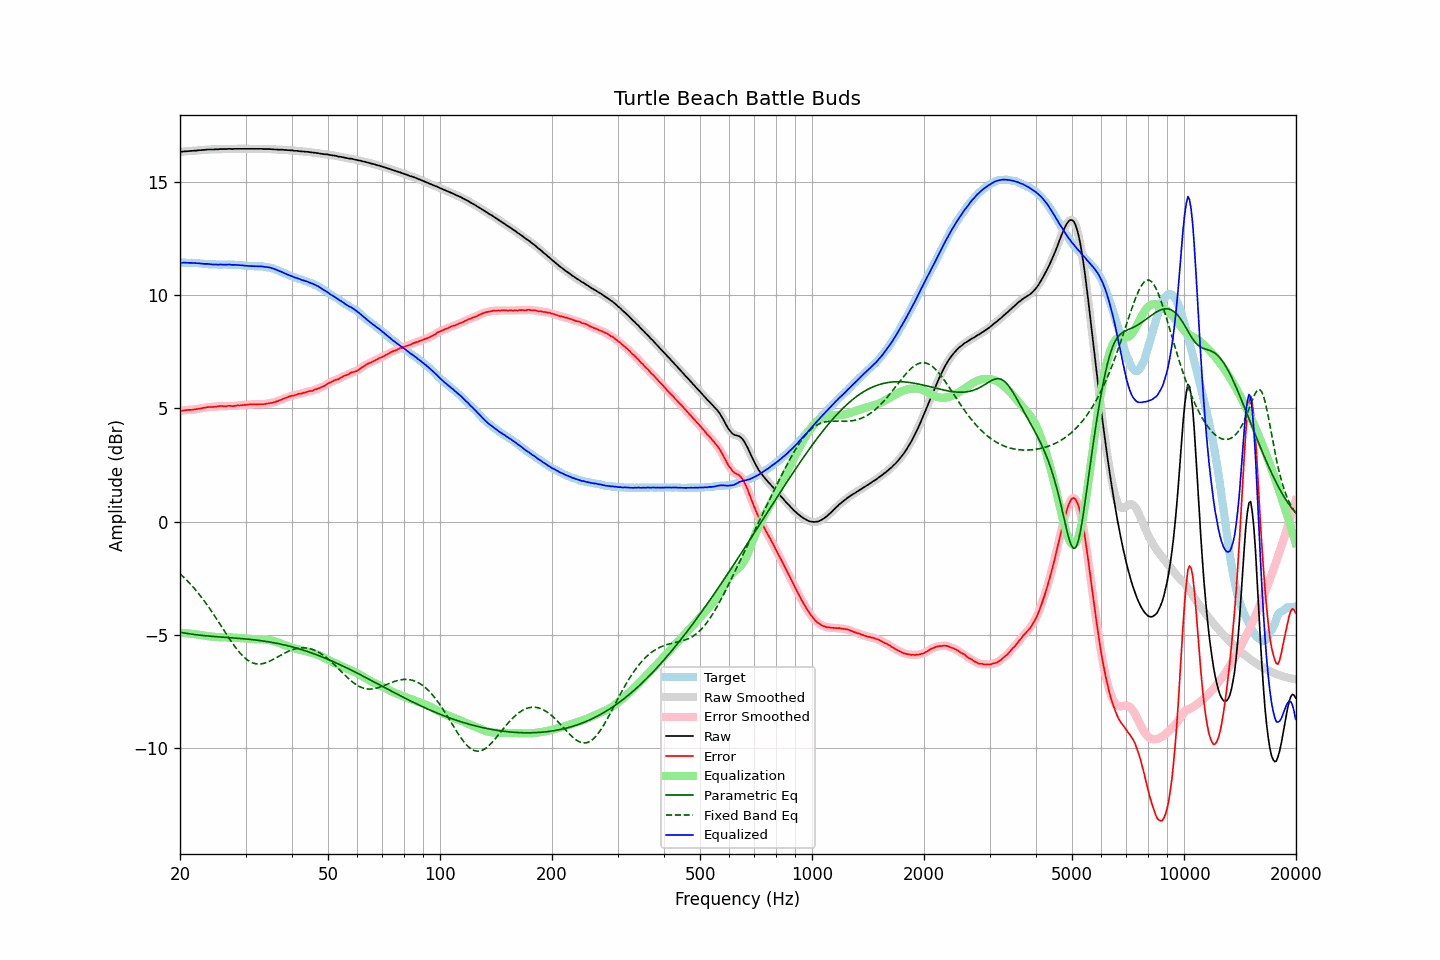 Turtle Beach Battle Buds
Amplitude (dBr)
15
10
5
0
−5
−10
Target
Raw Smoothed
Error Smoothed
Raw
Error
Equalization
Parametric Eq
Fixed Band Eq
Equalized
20 50 100 200 500 1000 2000 5000 10000 20000
Frequency (Hz)